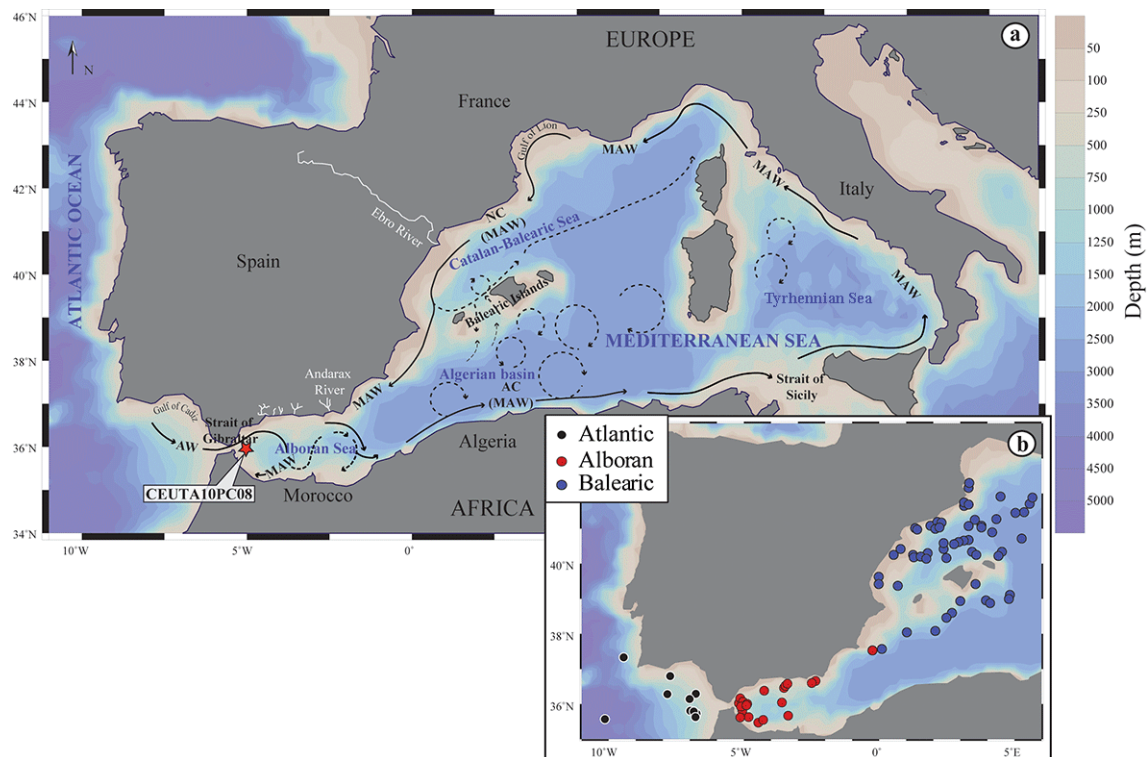 46°N
44°N
42°N
40°N
38°N
36°N
34°N
10°W
5°W
0°
N
a
EUROPE
France
Gulf of Lion
MAW
MAW
Italy
ATLANTIC OCEAN
Ebro River
NC
(MAW)
Catalan-Balearic Sea
Spain
Balearic Islands
Tyrhennian Sea
MAW
MEDITERRANEAN SEA
Andarax
River
MAW
Algerian basin
AC
(MAW)
Strait of
Sicily
Gulf of Cadiz
Strait of
Gibraltar
AW
Alboran Sea
MAW
Algeria
CEUTA10PC08
Morocco
AFRICA
50
100
250
500
750
1000
1250
1500
2000
2500
3000
3500
4000
5000
Depth (m)
b
Atlantic
Alboran
Balearic
40°N
38°N
36°N
10°W
5°W
0°
5°E